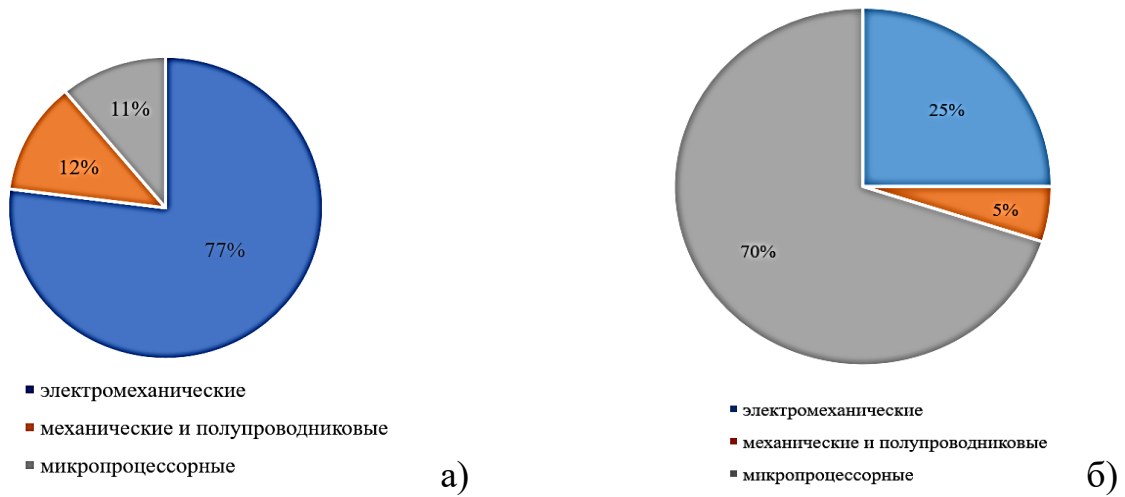 11%
12%
77%
электромеханические
механические и полупроводниковые
микропроцессорные
а)
25%
5%
70%
электромеханические
механические и полупроводниковые
микропроцессорные
б)